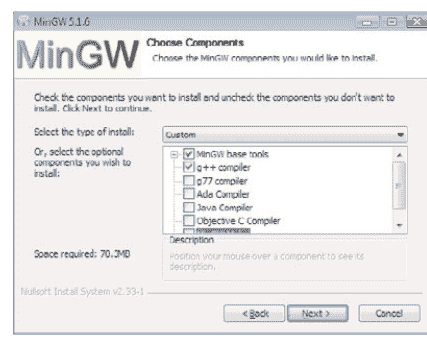 MinGW 5.1.6
MinGW
Choose Components
Choose the MinGW components you would like to install.
Check the components you want to install and uncheck the components you don't want to
install. Click Next to continue.
Select the type of install:
Custom
Or, select the optional
components you wish to
install:
MinGW base tools
g++ compiler
g77 compiler
Ada Compiler
Java Compiler
Objective C Compiler
Space required: 70.3MB
Description
Position your mouse over a component to see its
description.
Nullsoft Install System v2.33-1
< Back
Next >
Cancel